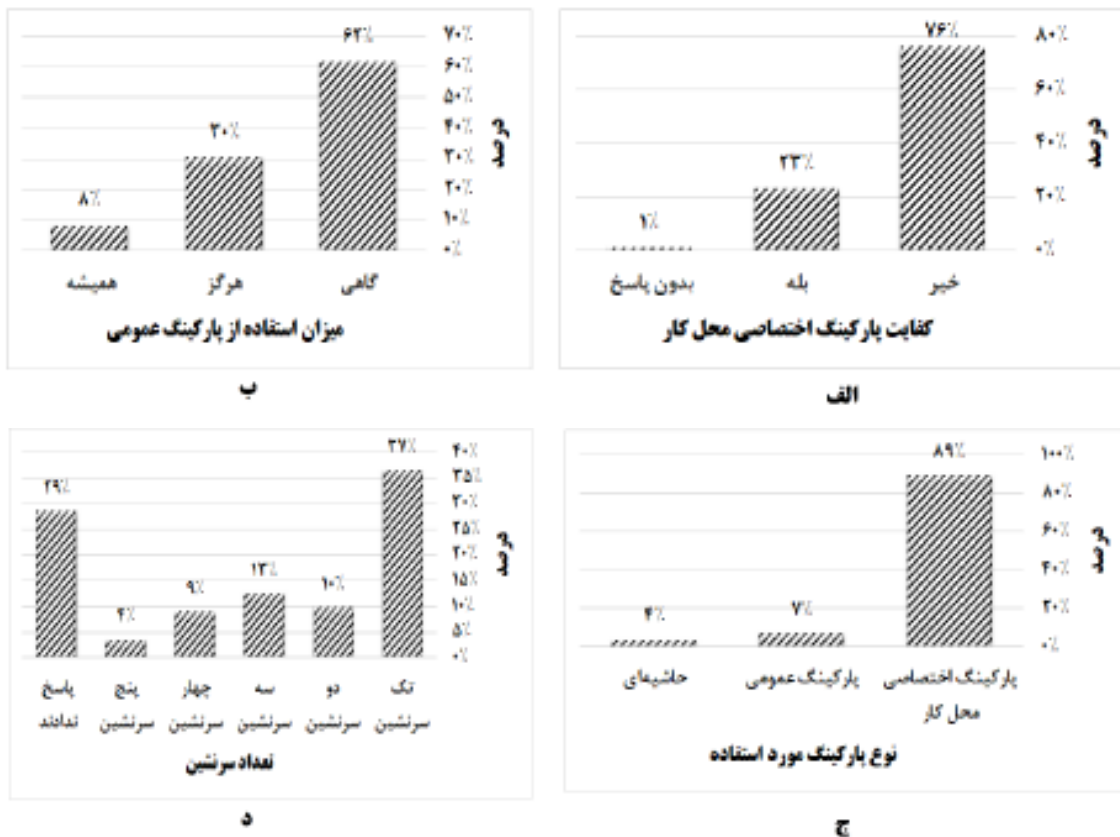 ۸۰٪
۶۰٪
۴۰٪
۲۰٪
۰٪
درصد
۷۶٪
۲۳٪
۱٪
خیر
بله
بدون پاسخ
کفایت پارکینگ اختصاصی محل کار
الف
۷۰٪
۶۰٪
۵۰٪
۴۰٪
۳۰٪
۲۰٪
۱۰٪
۰٪
درصد
۶۲٪
۳۰٪
۸٪
گاهی
هرگز
همیشه
میزان استفاده از پارکینگ عمومی
ب
۱۰۰٪
۸۰٪
۶۰٪
۴۰٪
۲۰٪
۰٪
درصد
۸۹٪
۷٪
۴٪
پارکینگ اختصاصی
محل کار
پارکینگ عمومی
حاشیه‌ای
نوع پارکینگ مورد استفاده
ج
۴۰٪
۳۵٪
۳۰٪
۲۵٪
۲۰٪
۱۵٪
۱۰٪
۵٪
۰٪
درصد
۳۷٪
۱۰٪
۱۳٪
۹٪
۴٪
۲۹٪
تک
سرنشین
دو
سرنشین
سه
سرنشین
چهار
سرنشین
پنج
سرنشین
پاسخ
ندادند
تعداد سرنشین
د